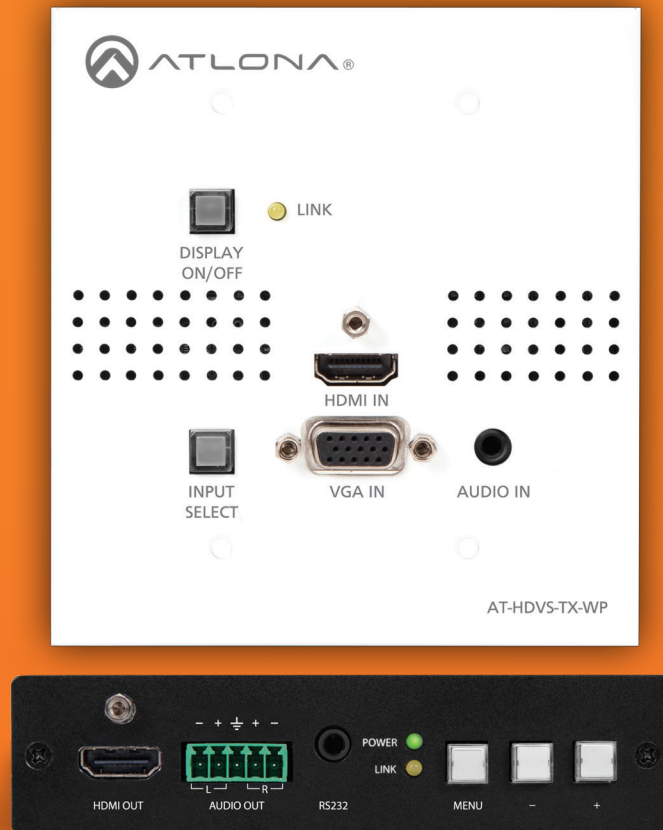 ATLONA®
LINK
DISPLAY
ON/OFF
HDMI IN
INPUT
SELECT
VGA IN
AUDIO IN
AT-HDVS-TX-WP
- + + -
POWER
LINK
L R
HDMI OUT
AUDIO OUT
RS232
MENU
-
+